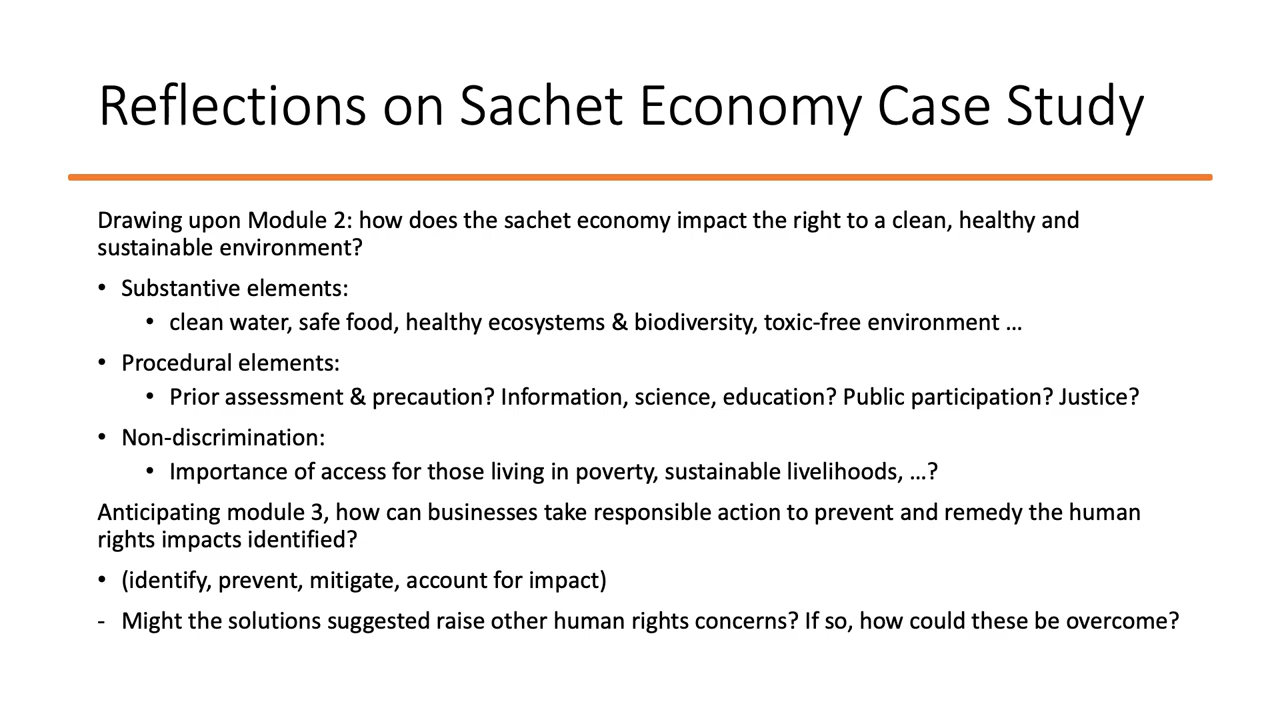 Reflections on Sachet Economy Case Study
Drawing upon Module 2: how does the sachet economy impact the right to a clean, healthy and
sustainable environment?
• Substantive elements:
• clean water, safe food, healthy ecosystems & biodiversity, toxic-free environment …
• Procedural elements:
• Prior assessment & precaution? Information, science, education? Public participation? Justice?
• Non-discrimination:
• Importance of access for those living in poverty, sustainable livelihoods, …?
Anticipating module 3, how can businesses take responsible action to prevent and remedy the human
rights impacts identified?
• (identify, prevent, mitigate, account for impact)
- Might the solutions suggested raise other human rights concerns? If so, how could these be overcome?